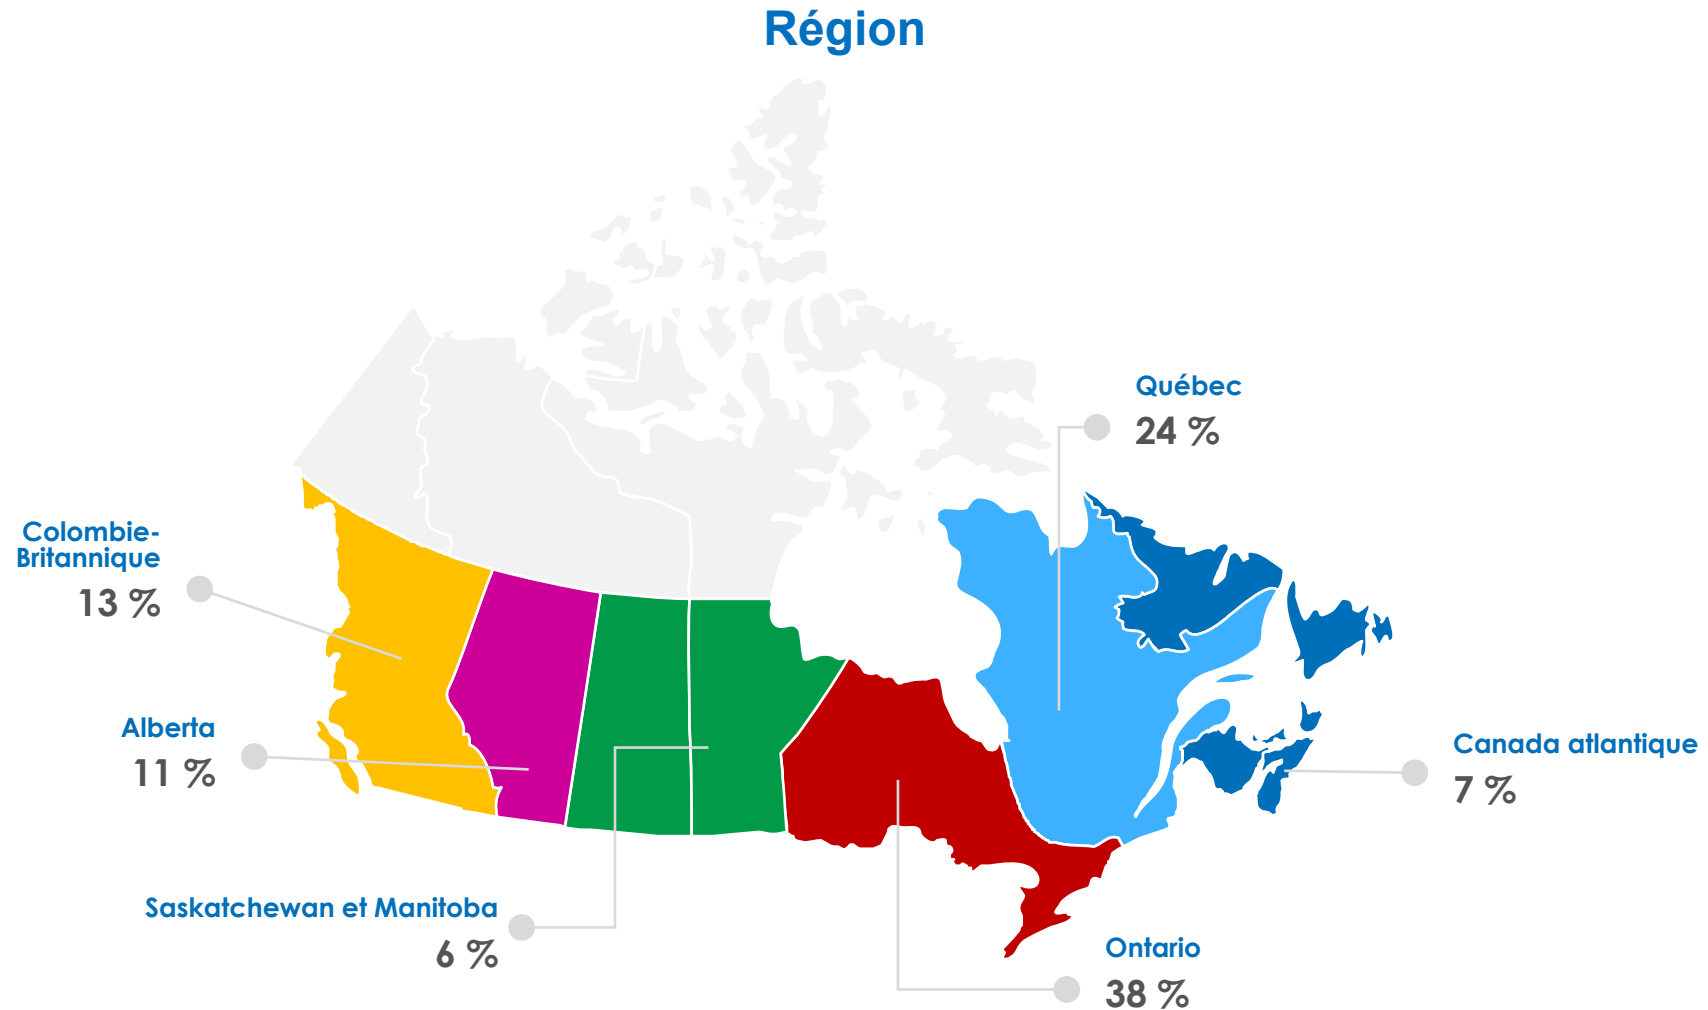 Région
Québec
24 %
Colombie-
Britannique
13 %
Alberta
11 %
Canada atlantique
7 %
Saskatchewan et Manitoba
6 %
Ontario
38 %